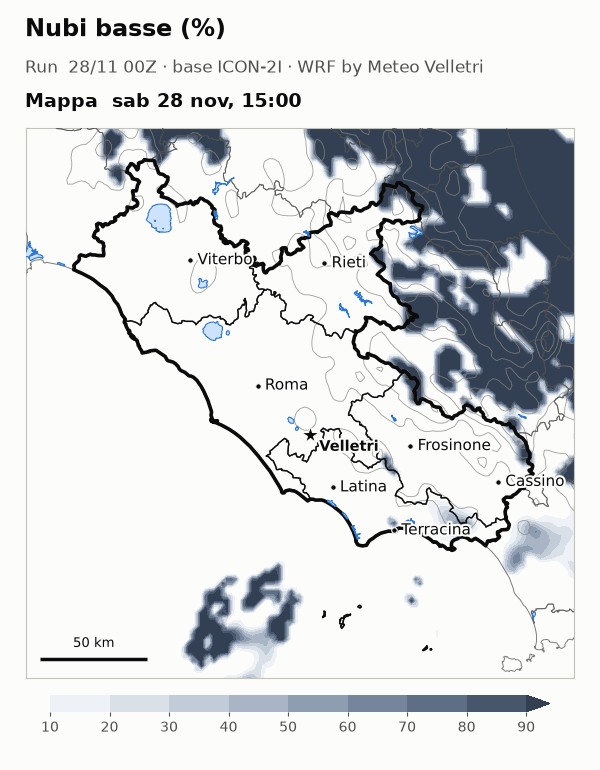 Nubi basse (%)
Run  28/11 00Z · base ICON-2I · WRF by Meteo Velletri
Mappa  sab 28 nov, 15:00
Viterbo
Rieti
Roma
Velletri
Frosinone
Latina
Cassino
Terracina
50 km
10 20 30 40 50 60 70 80 90